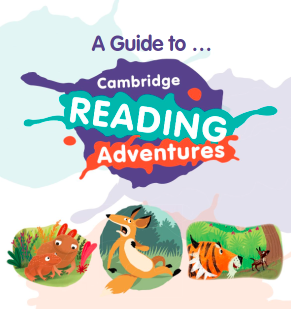 A Guide to ...
Cambridge
READING
Adventures